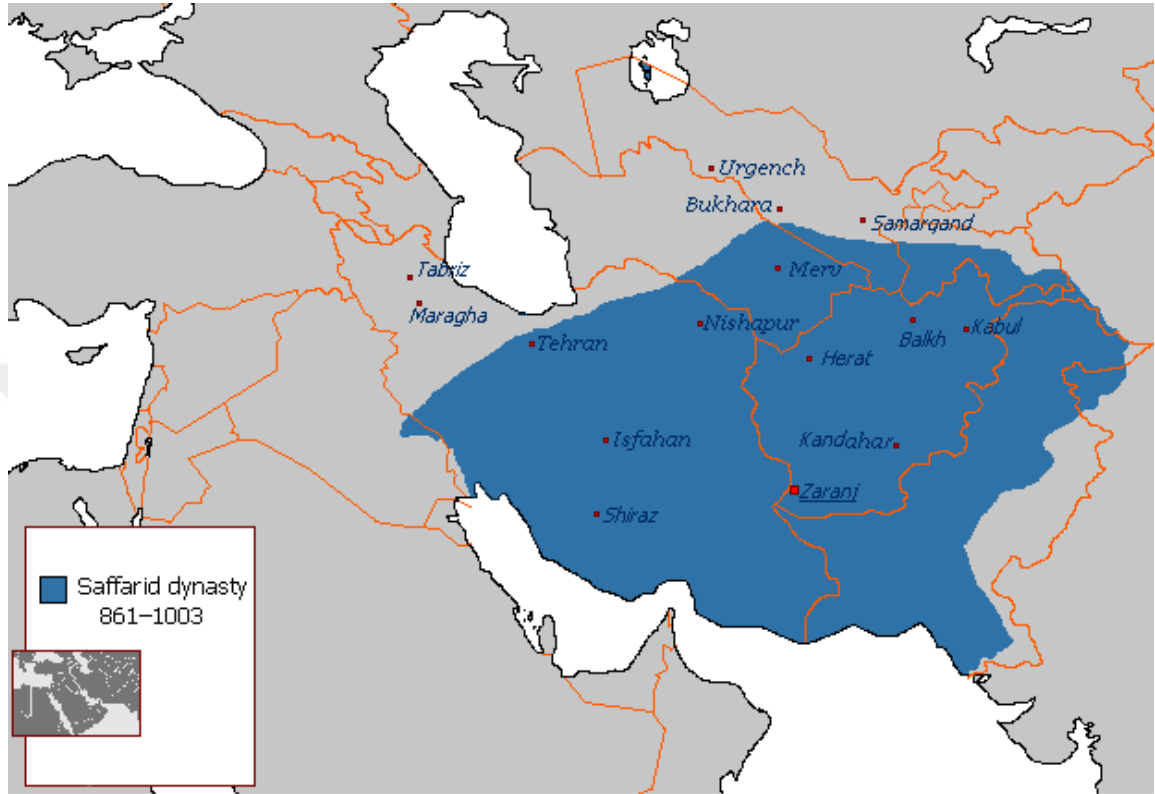 Urgench
Bukhara
Samarqand
Tabriz
Merv
Maragha
Nishapur
Tehran
Balkh
Kabul
Herat
Isfahan
Kandahar
Zaranj
Shiraz
Saffarid dynasty
861–1003